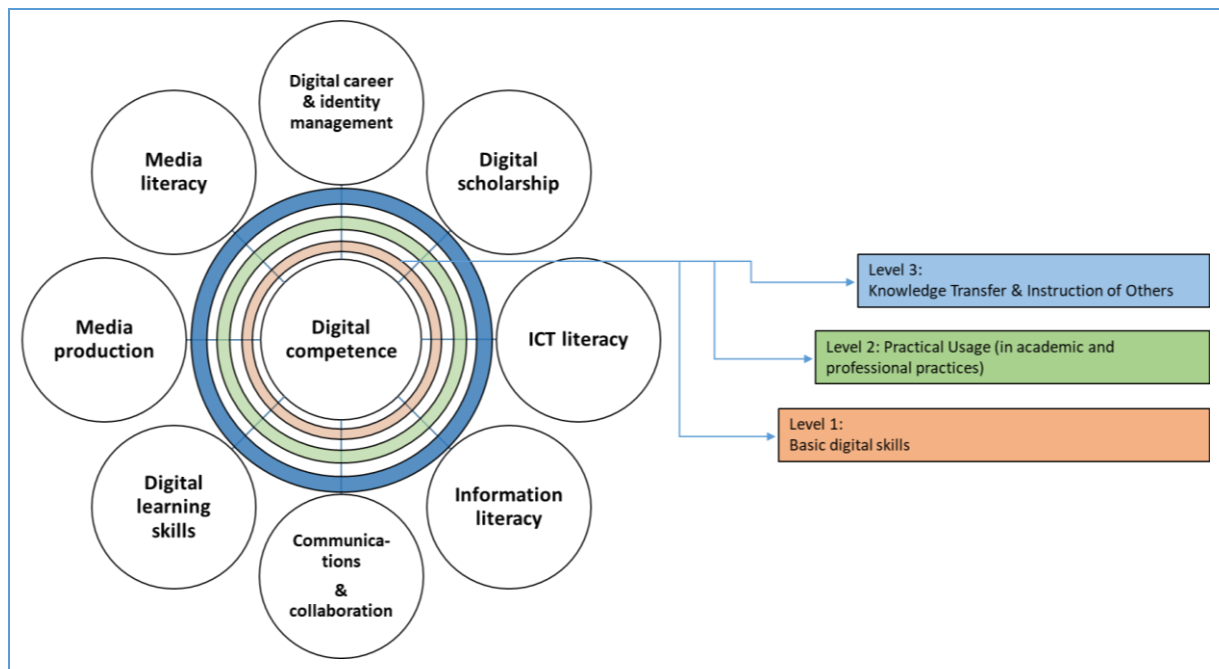 Digital career
& identity
management
Media
literacy
Digital
scholarship
Media
production
Digital
competence
ICT literacy
Digital
learning
skills
Communica-
tions
&
collaboration
Information
literacy
Level 3:
Knowledge Transfer & Instruction of Others
Level 2: Practical Usage (in academic and
professional practices)
Level 1:
Basic digital skills